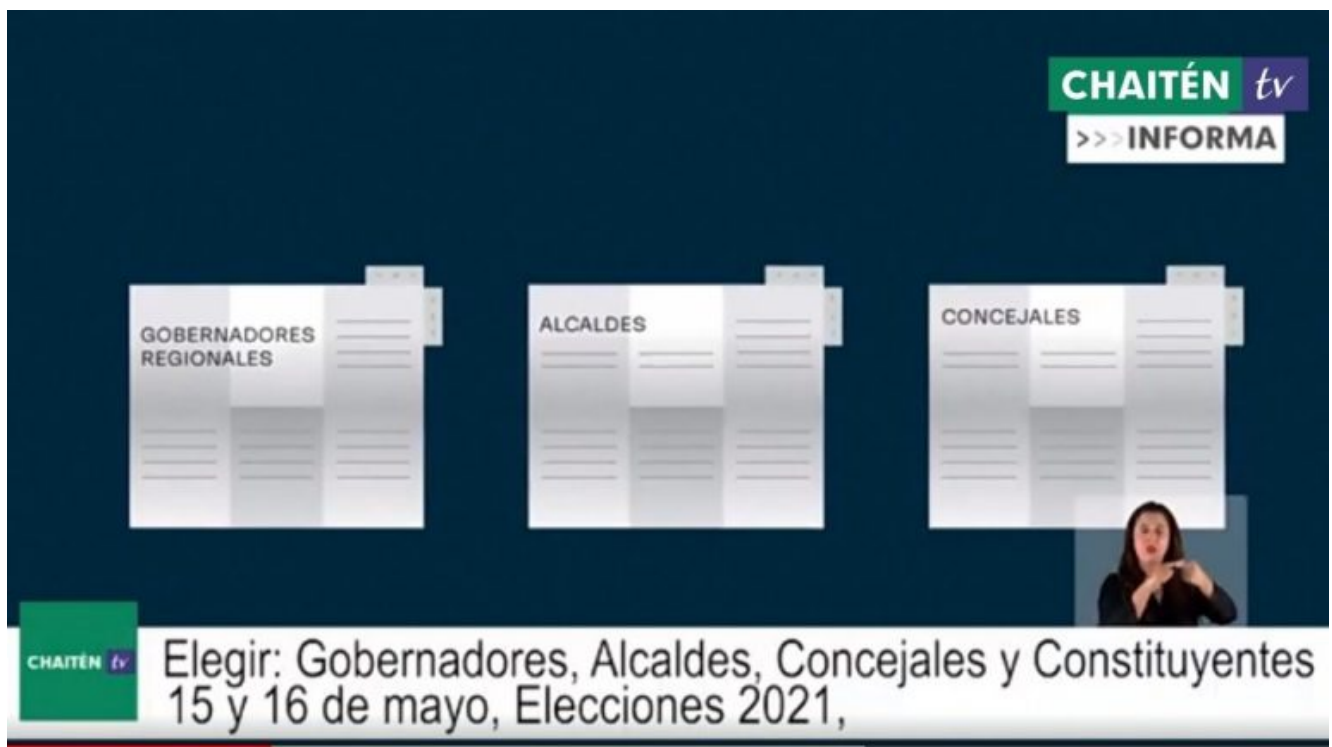 CHAITÉN tv
>>>INFORMA
GOBERNADORES
REGIONALES
ALCALDES
CONCEJALES
CHAITÉN tv
Elegir: Gobernadores, Alcaldes, Concejales y Constituyentes
15 y 16 de mayo, Elecciones 2021,